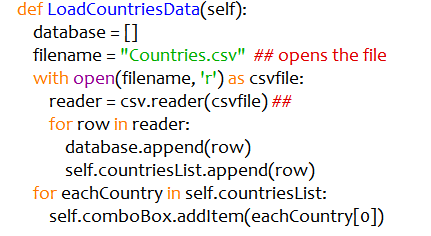 def LoadCountriesData(self):
database = []
filename = "Countries.csv" ## opens the file
with open(filename, 'r') as csvfile:
reader = csv.reader(csvfile) ##
for row in reader:
database.append(row)
self.countriesList.append(row)
for eachCountry in self.countriesList:
self.comboBox.addItem(eachCountry[0])